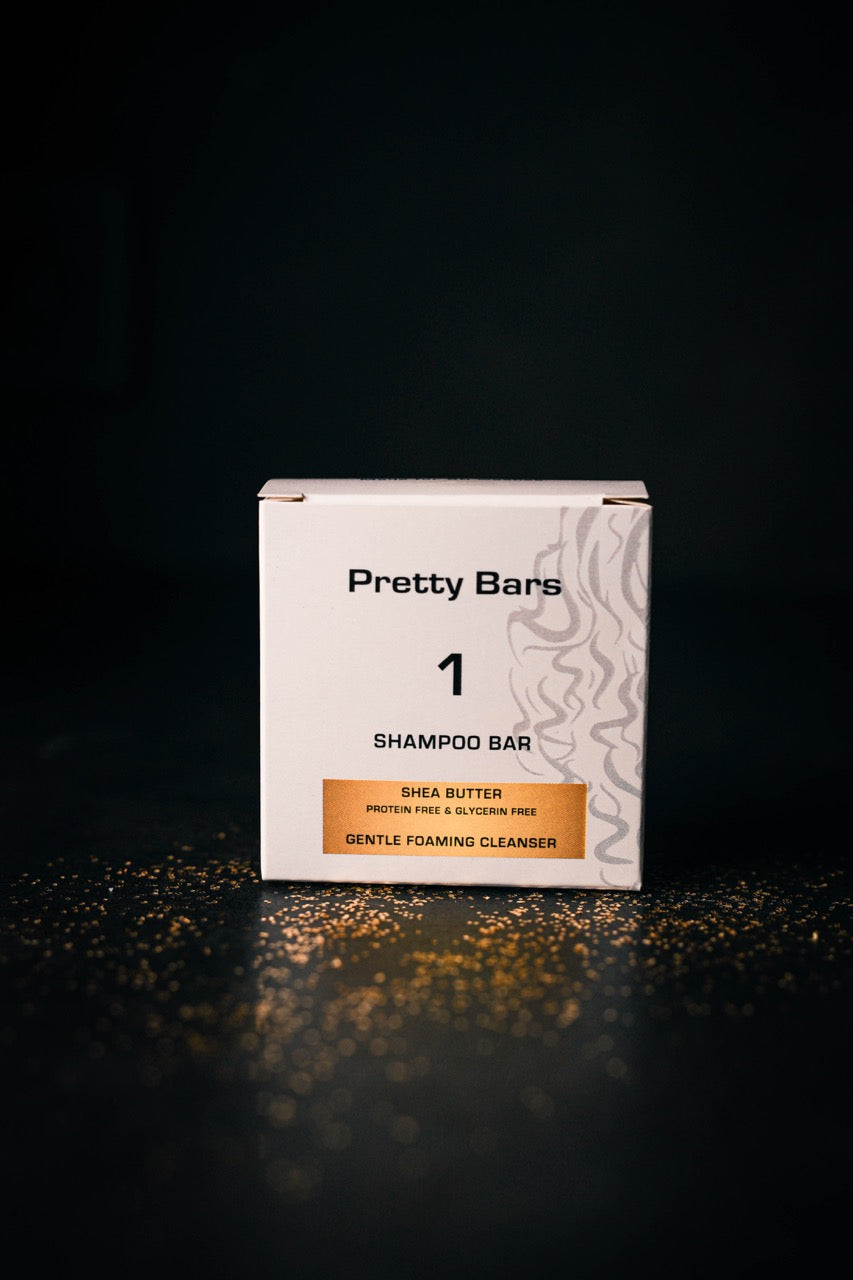 Pretty Bars
1
SHAMPOO BAR
SHEA BUTTER
PROTEIN FREE & GLYCERIN FREE
GENTLE FOAMING CLEANSER